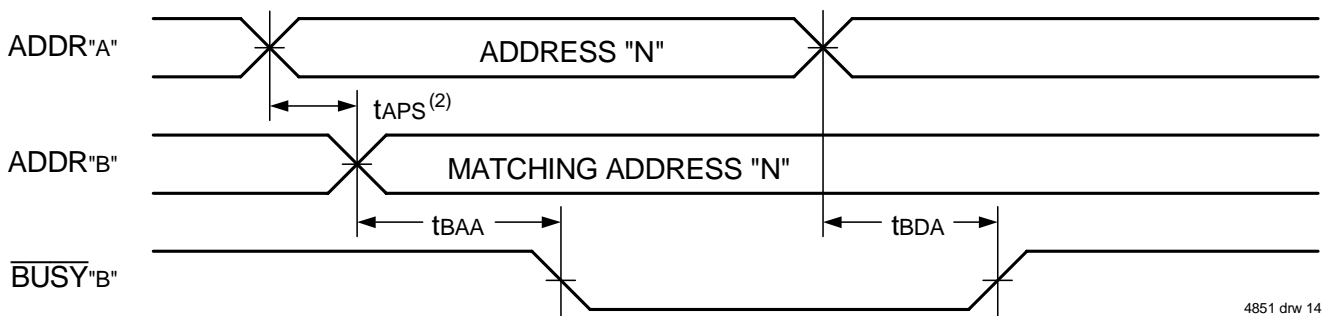 ADDR"A"
ADDRESS "N"
tAPS(2)
ADDR"B"
MATCHING ADDRESS "N"
tBAA
tBDA
BUSY"B"
4851 drw 14